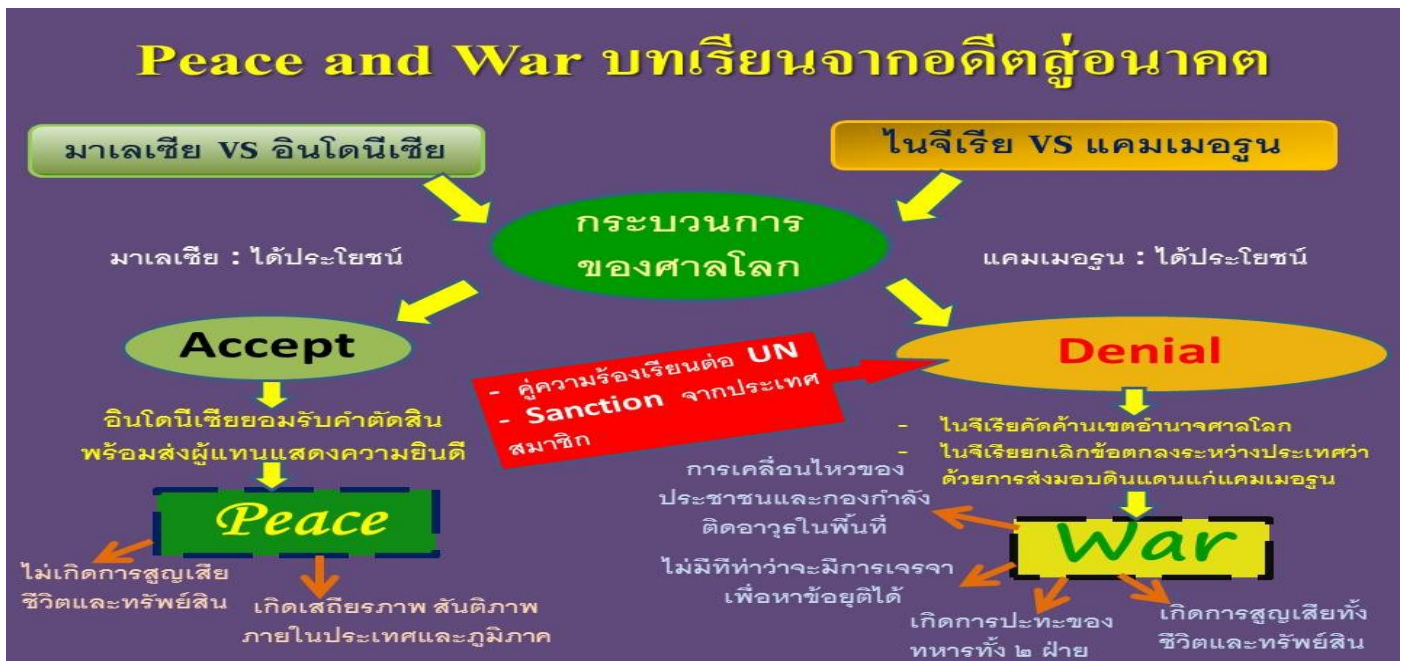 Peace and War บทเรียนจากอดีตสู่อนาคต
มาเลเซีย VS อินโดนีเซีย
ไนจีเรีย VS แคมเมอรูน
กระบวนการ
ของศาลโลก
มาเลเซีย : ได้ประโยชน์
แคมเมอรูน : ได้ประโยชน์
Accept
Denial
- คู่ความร้องเรียนต่อ UN
- Sanction จากประเทศ
สมาชิก
อินโดนีเซียยอมรับคำตัดสิน
พร้อมส่งผู้แทนแสดงความยินดี
- ไนจีเรียคัดค้านเขตอำนาจศาลโลก
- ไนจีเรียยกเลิกข้อตกลงระหว่างประเทศว่า
ด้วยการส่งมอบดินแดนแก่แคมเมอรูน
Peace
War
ไม่เกิดการสูญเสีย
ชีวิตและทรัพย์สิน
เกิดเสถียรภาพ สันติภาพ
ภายในประเทศและภูมิภาค
การเคลื่อนไหวของ
ประชาชนและกองกำลัง
ติดอาวุธในพื้นที่
ไม่มีทีท่าว่าจะมีการเจรจา
เพื่อหาข้อยุติได้
เกิดการปะทะของ
ทหารทั้ง ๒ ฝ่าย
เกิดการสูญเสียทั้ง
ชีวิตและทรัพย์สิน